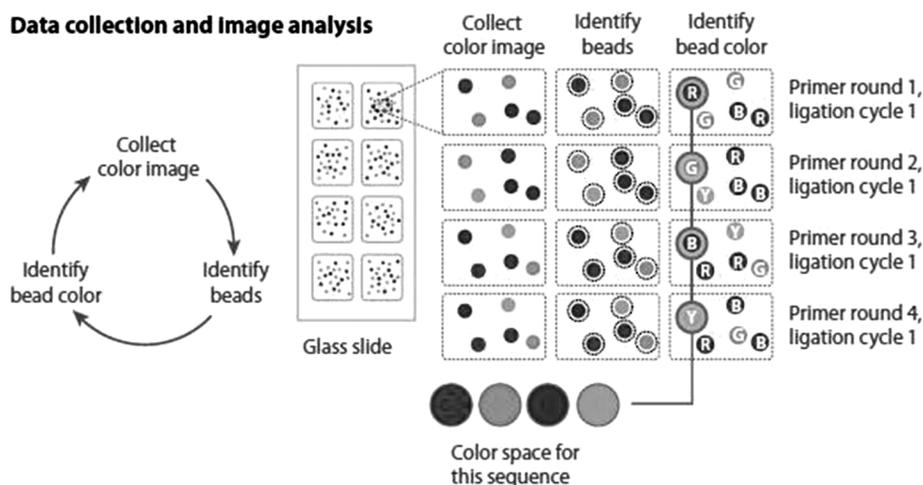 Data collection and image analysis
Collect
color image
Identify
beads
Identify
bead color
Collect
color image
Identify
beads
Identify
bead color
Glass slide
R G G B R
Primer round 1,
ligation cycle 1
G R Y B B
Primer round 2,
ligation cycle 1
B Y R R G
Primer round 3,
ligation cycle 1
Y B R G B
Primer round 4,
ligation cycle 1
Color space for
this sequence